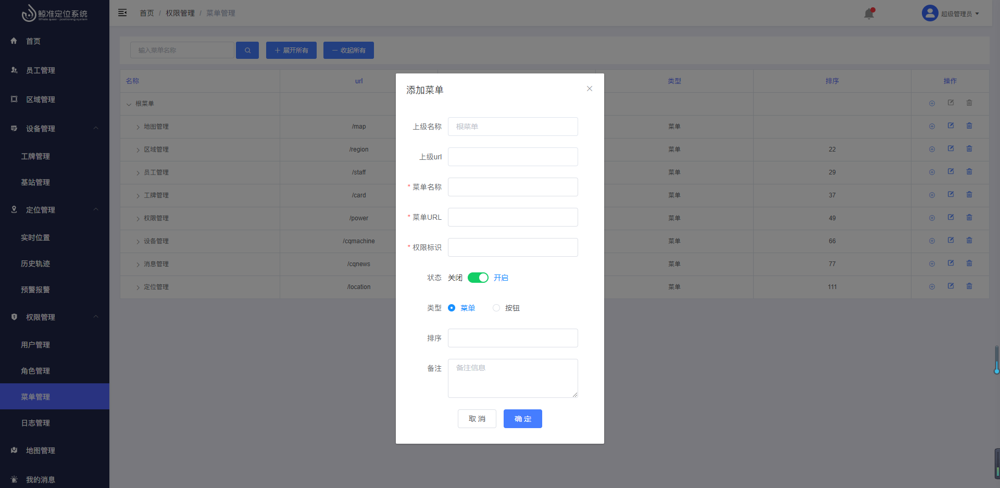 鲸准定位系统
Whale quasi - positioning system
首页
员工管理
区域管理
设备管理
工牌管理
基站管理
定位管理
实时位置
历史轨迹
预警报警
权限管理
用户管理
角色管理
菜单管理
日志管理
地图管理
我的消息
首页 / 权限管理 / 菜单管理
超级管理员
输入菜单名称
展开所有
收起所有
名称 url 类型 排序 操作
根菜单
地图管理 /map 菜单
区域管理 /region 菜单 22
员工管理 /staff 菜单 29
工牌管理 /card 菜单 37
权限管理 /power 菜单 49
设备管理 /cqmachine 菜单 66
消息管理 /cqnews 菜单 77
定位管理 /location 菜单 111
添加菜单
上级名称 根菜单
上级url
* 菜单名称
* 菜单URL
* 权限标识
状态 关闭 开启
类型 菜单 按钮
排序
备注 备注信息
取 消 确 定